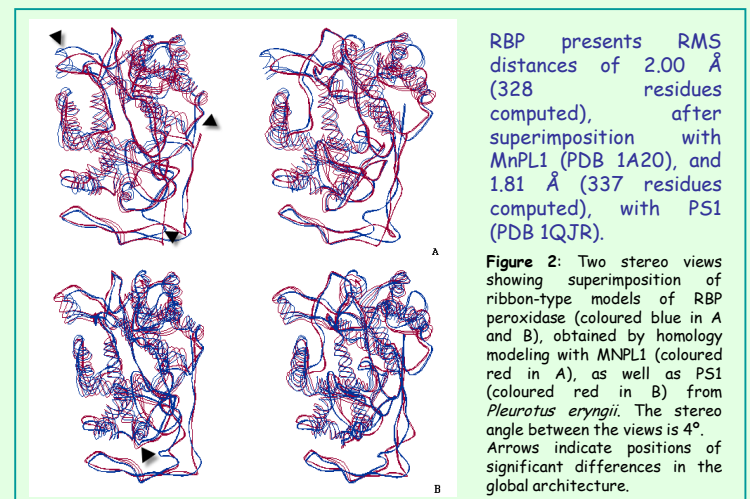 RBP presents RMS
distances of 2.00 Å
(328 residues
computed), after
superimposition with
MnPL1 (PDB 1A20), and
1.81 Å (337 residues
computed), with PS1
(PDB 1QJR).
Figure 2: Two stereo views
showing superimposition of
ribbon-type models of RBP
peroxidase (coloured blue in A
and B), obtained by homology
modeling with MNPL1 (coloured
red in A), as well as PS1
(coloured red in B) from
Pleurotus eryngii. The stereo
angle between the views is 4º.
Arrows indicate positions of
significant differences in the
global architecture.
A
B